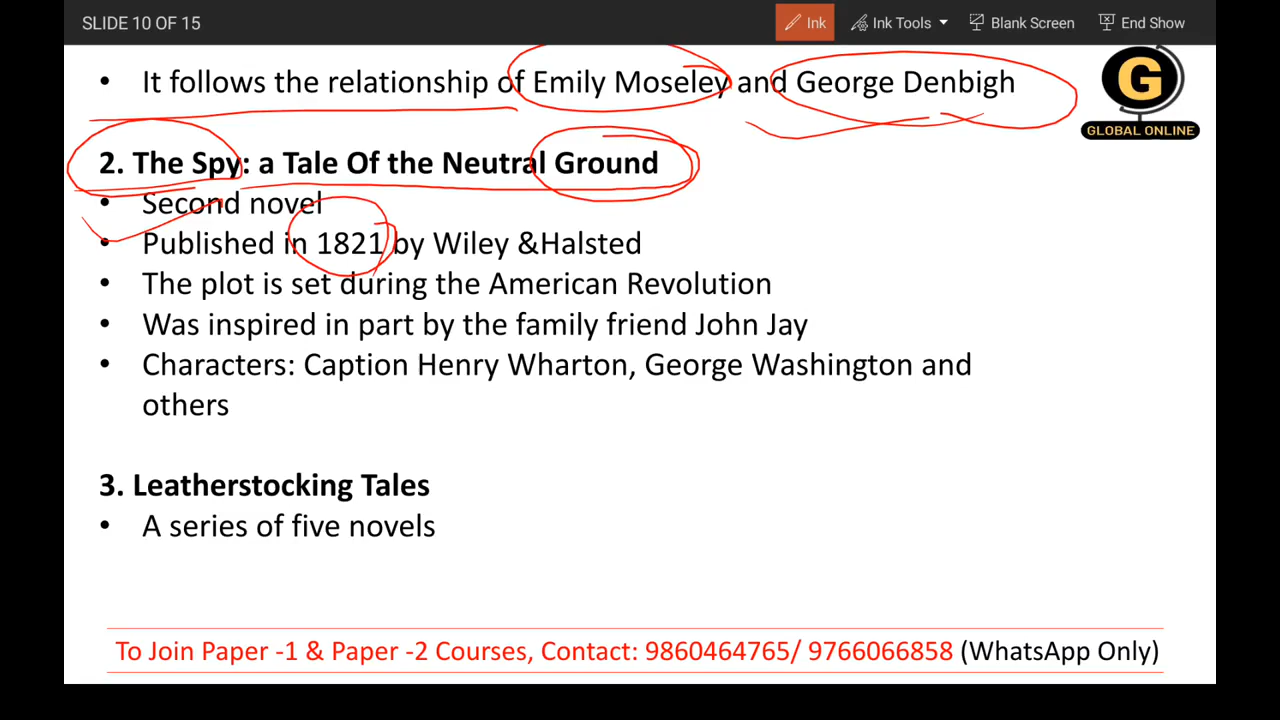 SLIDE 10 OF 15
Ink
Ink Tools
Blank Screen
End Show
• It follows the relationship of Emily Moseley and George Denbigh
G
GLOBAL ONLINE
2. The Spy: a Tale Of the Neutral Ground
• Second novel
• Published in 1821 by Wiley &Halsted
• The plot is set during the American Revolution
• Was inspired in part by the family friend John Jay
• Characters: Caption Henry Wharton, George Washington and
others
3. Leatherstocking Tales
• A series of five novels
To Join Paper -1 & Paper -2 Courses, Contact: 9860464765/ 9766066858 (WhatsApp Only)